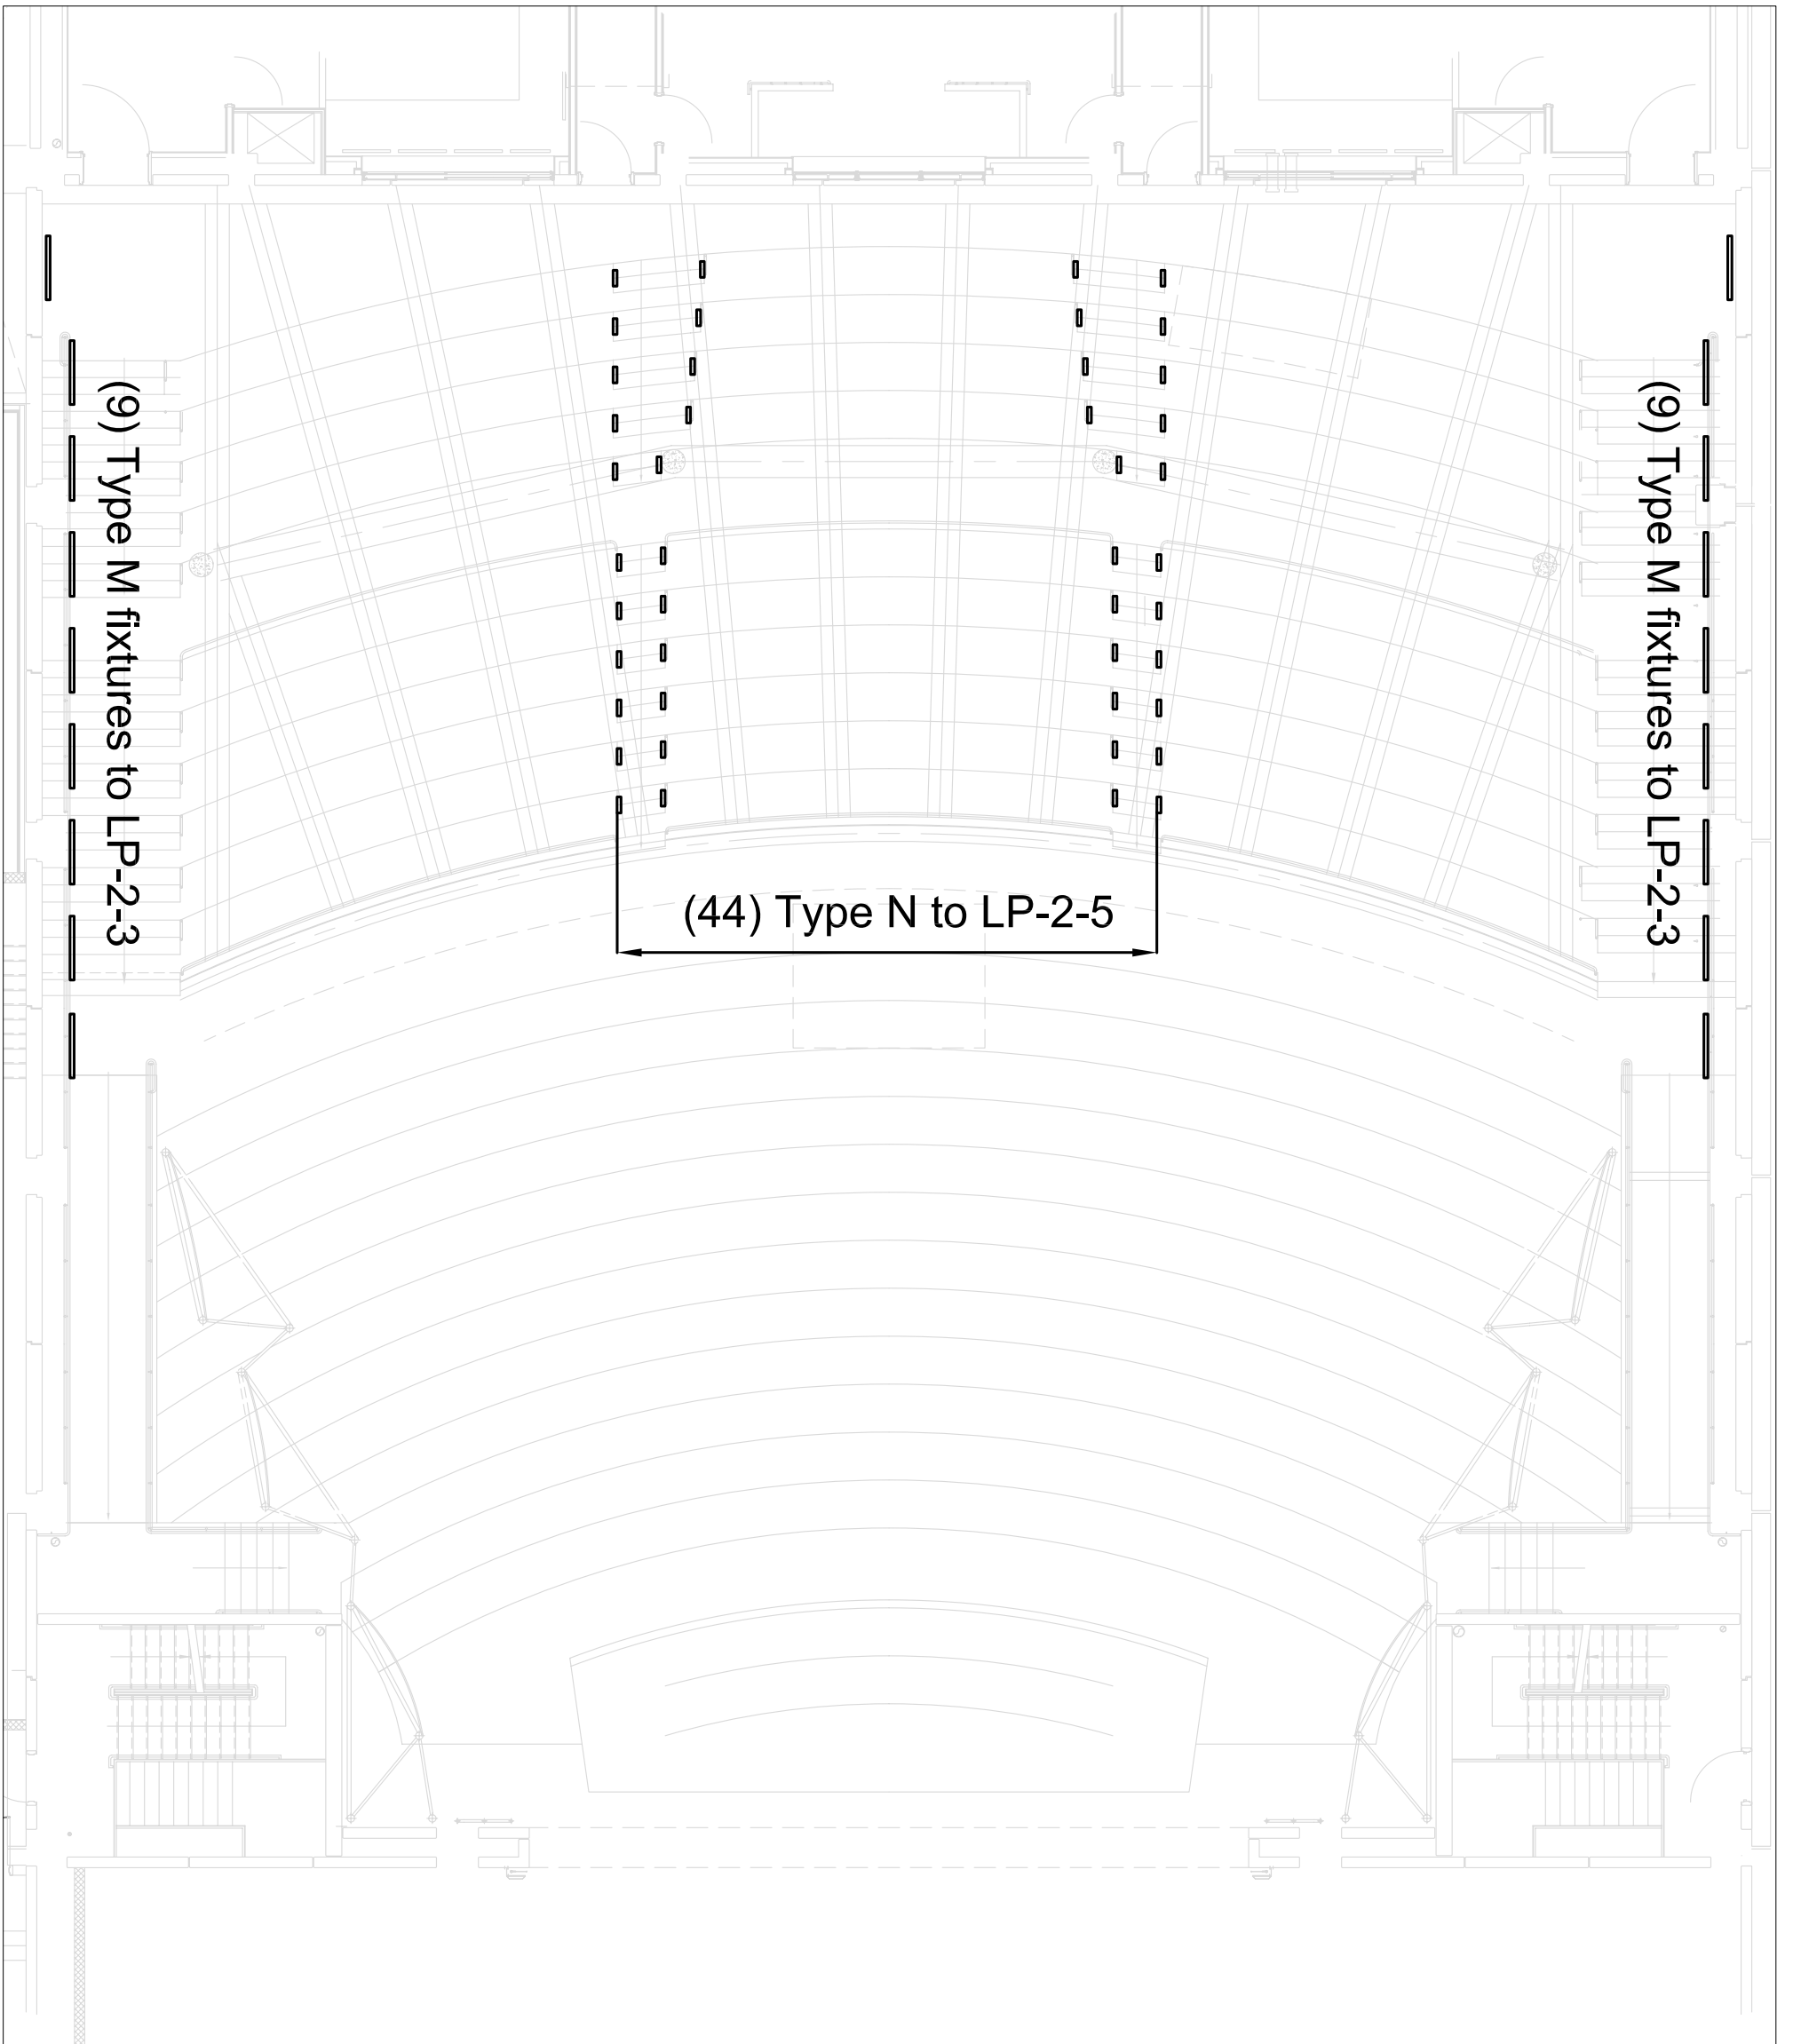 (9) Type M fixtures to LP-2-3
(9) Type M fixtures to LP-2-3
(44) Type N to LP-2-5